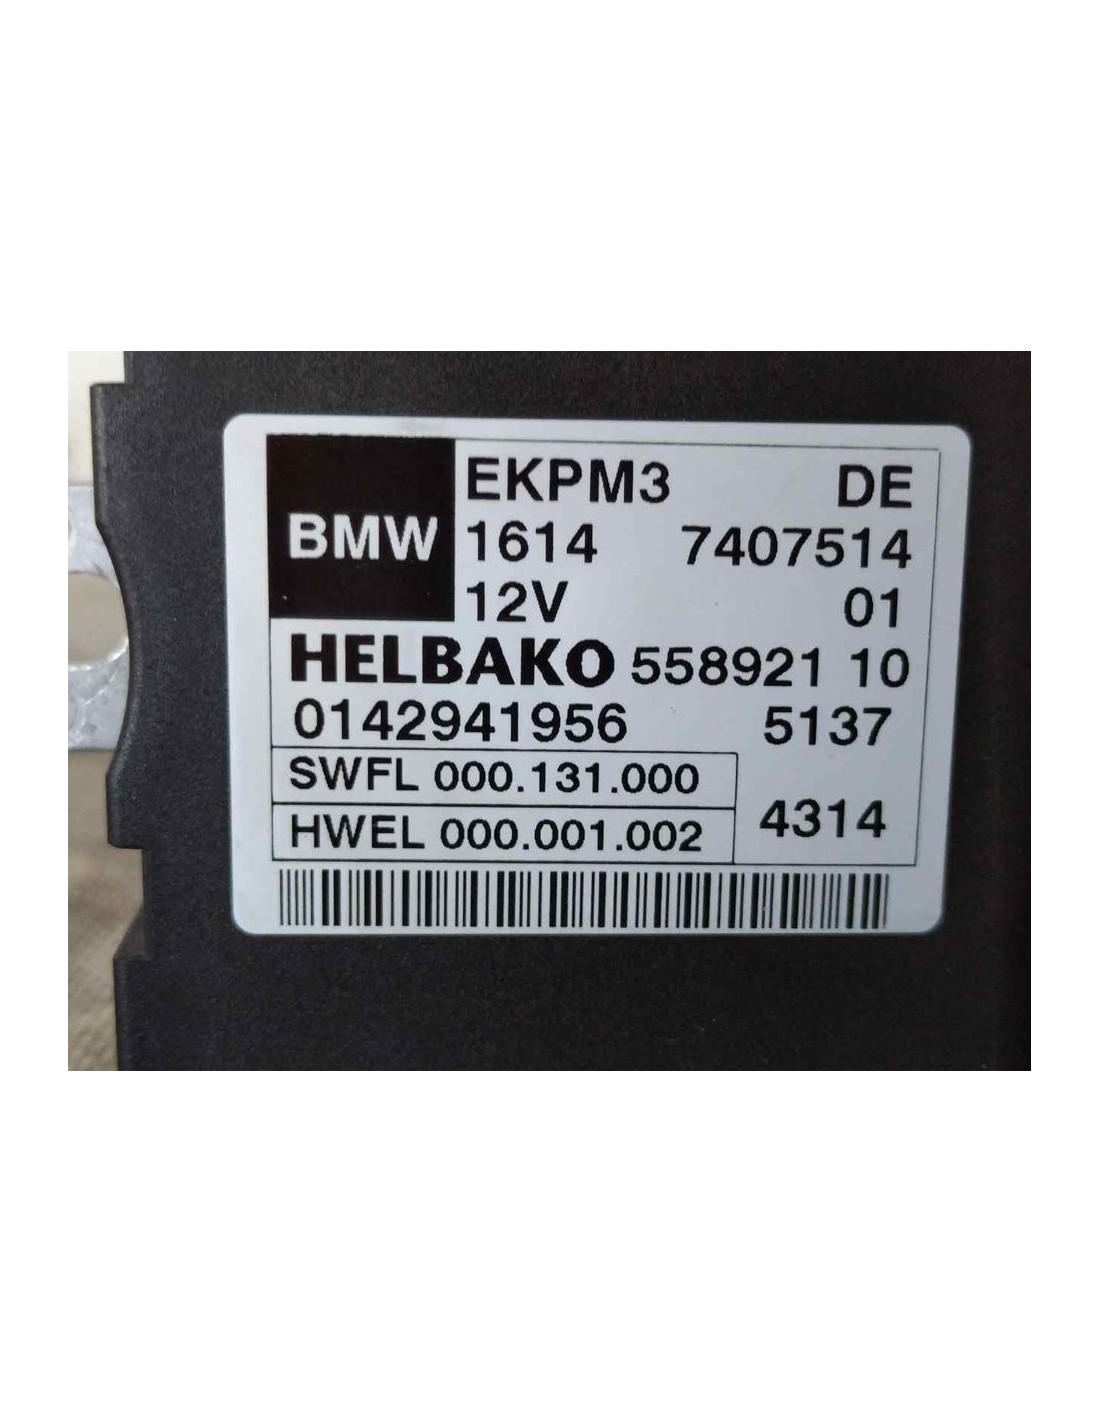 EKPM3 DE
BMW 1614 7407514
12V 01
HELBAKO 558921 10
0142941956 5137
SWFL 000.131.000
4314
HWEL 000.001.002